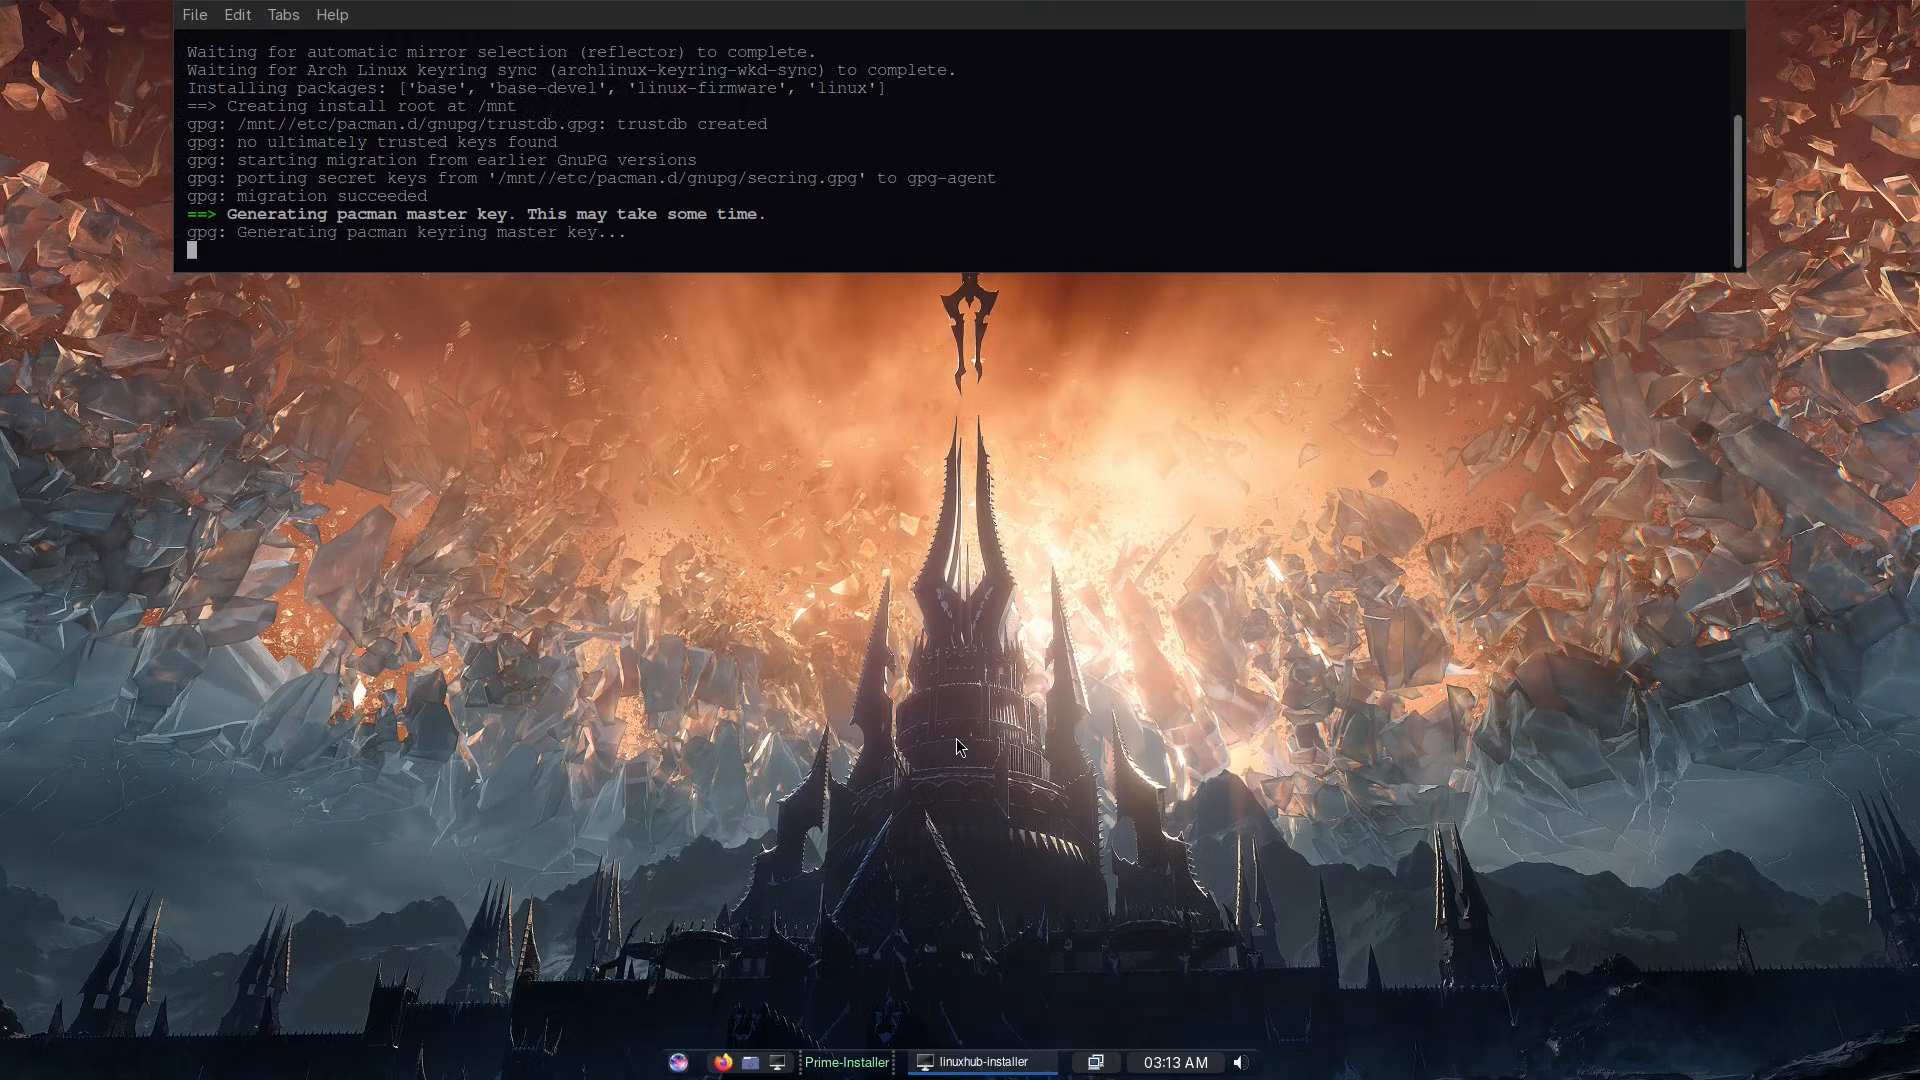 File Edit Tabs Help
Waiting for automatic mirror selection (reflector) to complete.
Waiting for Arch Linux keyring sync (archlinux-keyring-wkd-sync) to complete.
Installing packages: ['base', 'base-devel', 'linux-firmware', 'linux']
==> Creating install root at /mnt
gpg: /mnt//etc/pacman.d/gnupg/trustdb.gpg: trustdb created
gpg: no ultimately trusted keys found
gpg: starting migration from earlier GnuPG versions
gpg: porting secret keys from '/mnt//etc/pacman.d/gnupg/secring.gpg' to gpg-agent
gpg: migration succeeded
==> Generating pacman master key. This may take some time.
gpg: Generating pacman keyring master key...
Prime-Installer linuxhub-installer 03:13 AM